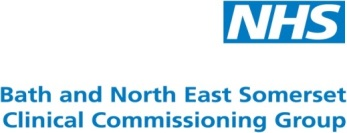 NHS
Bath and North East Somerset
Clinical Commissioning Group